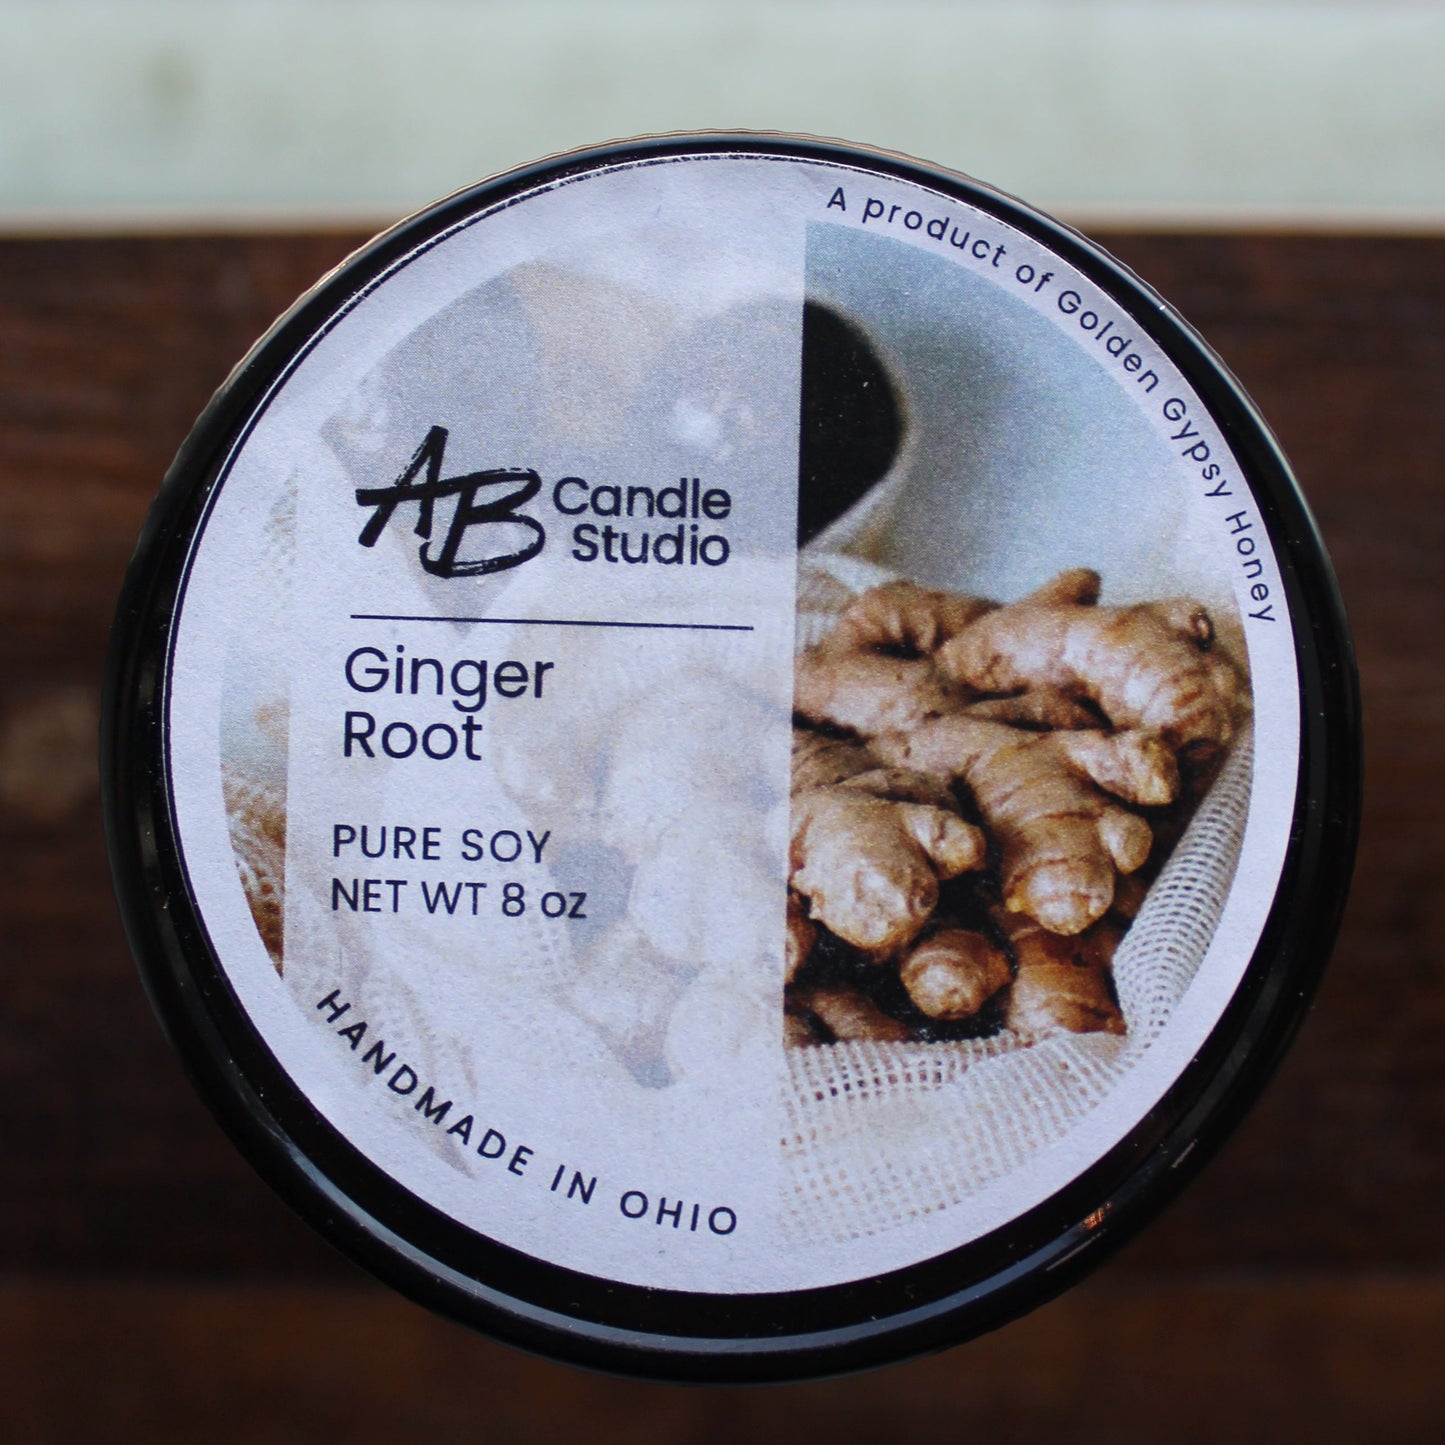 A product of Golden Gypsy Honey
AB Candle
Studio
Ginger
Root
PURE SOY
NET WT 8 oz
HANDMADE IN OHIO